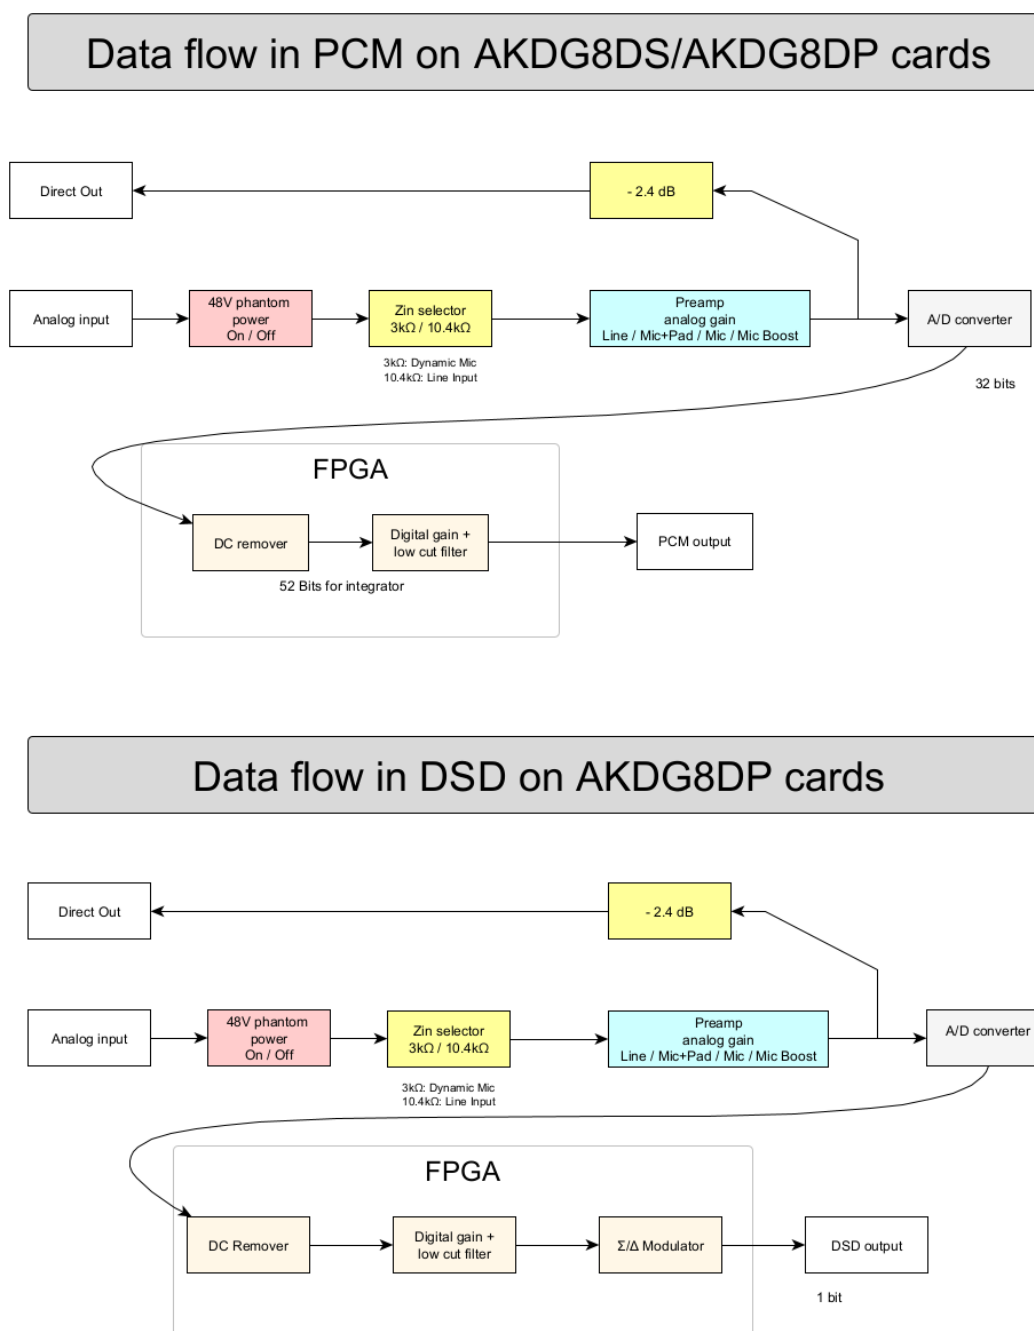 Data flow in PCM on AKDG8DS/AKDG8DP cards
Direct Out
- 2.4 dB
Analog input
48V phantom
power
On / Off
Zin selector
3kΩ / 10.4kΩ
3kΩ: Dynamic Mic
10.4kΩ: Line Input
Preamp
analog gain
Line / Mic+Pad / Mic / Mic Boost
A/D converter
32 bits
FPGA
DC remover
Digital gain +
low cut filter
52 Bits for integrator
PCM output
Data flow in DSD on AKDG8DP cards
Direct Out
- 2.4 dB
Analog input
48V phantom
power
On / Off
Zin selector
3kΩ / 10.4kΩ
3kΩ: Dynamic Mic
10.4kΩ: Line Input
Preamp
analog gain
Line / Mic+Pad / Mic / Mic Boost
A/D converter
FPGA
DC Remover
Digital gain +
low cut filter
Σ/Δ Modulator
DSD output
1 bit